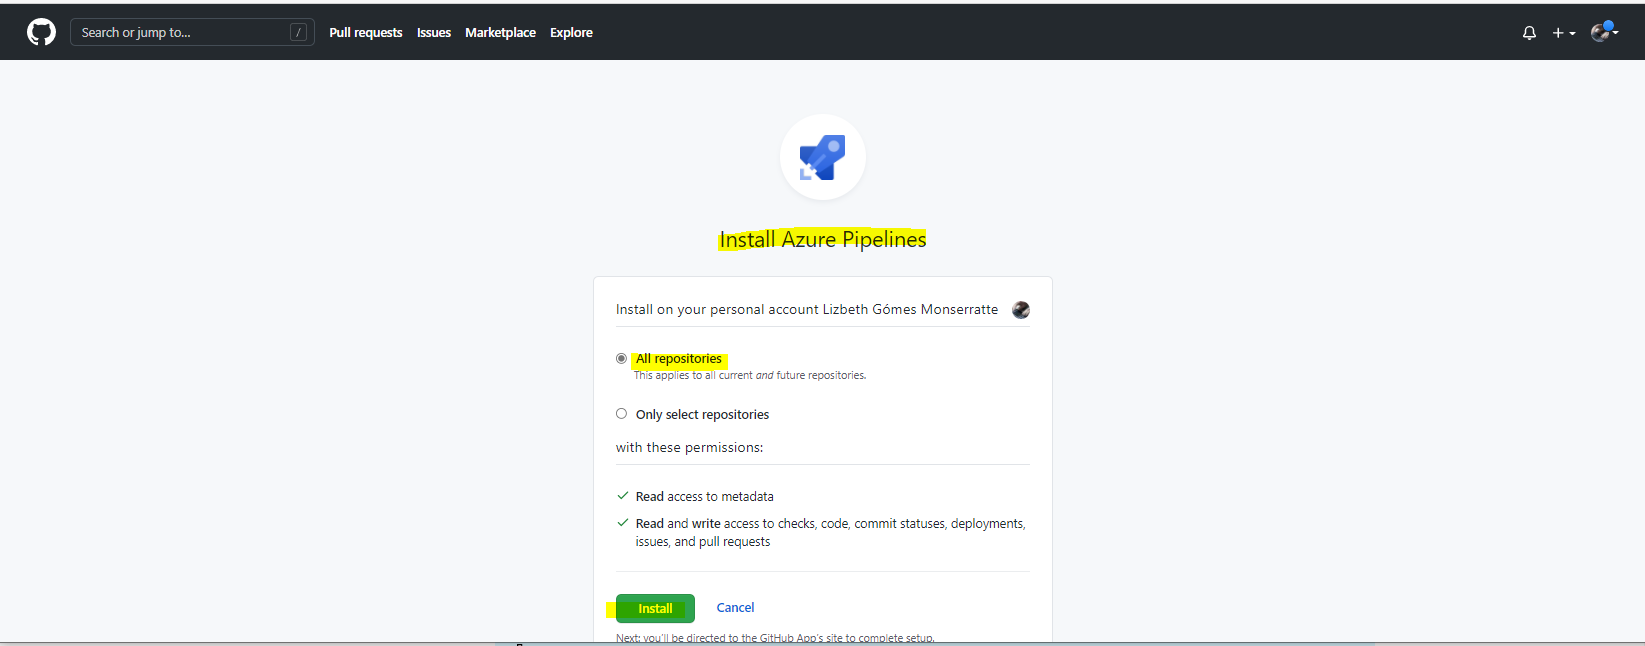 Search or jump to... /
Pull requests Issues Marketplace Explore
Install Azure Pipelines
Install on your personal account Lizbeth Gómes Monserratte
All repositories
This applies to all current and future repositories.
Only select repositories
with these permissions:
Read access to metadata
Read and write access to checks, code, commit statuses, deployments,
issues, and pull requests
Install Cancel
Next: you'll be directed to the GitHub App's site to complete setup.